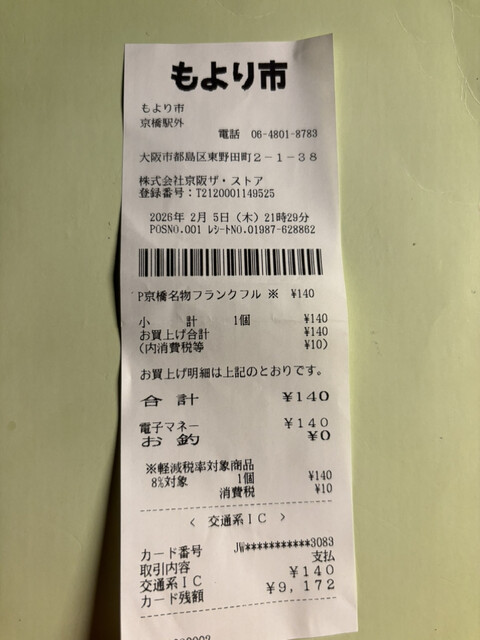 もより市
もより市
京橋駅外
電話 06-4801-8783
大阪市都島区東野田町2-1-38
株式会社京阪ザ・ストア
登録番号:T2120001149525
2026年 2月 5日(木)21時29分
POSNO.001 レシートNO.01987-628862
P京橋名物フランクフル ※ ¥140
小 計 1個 ¥140
お買上げ合計 ¥140
(内消費税等 ¥10)
お買上げ明細は上記のとおりです。
合計 ¥140
電子マネー ¥140
お釣 ¥0
※軽減税率対象商品
8%対象 1個 ¥140
消費税 ¥10
< 交通系IC >
カード番号 JW***********3083
取引内容 支払
交通系IC ¥140
カード残額 ¥9,172